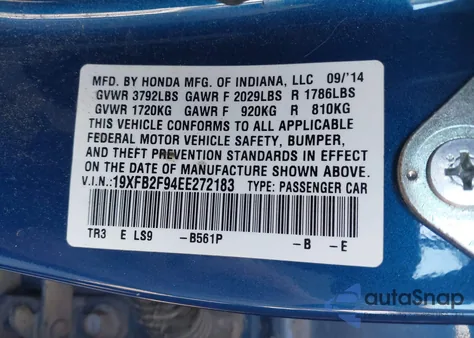 MFD. BY HONDA MFG. OF INDIANA, LLC 09/'14
GVWR 3792LBS GAWR F 2029LBS R 1786LBS
GVWR 1720KG GAWR F 920KG R 810KG
THIS VEHICLE CONFORMS TO ALL APPLICABLE
FEDERAL MOTOR VEHICLE SAFETY, BUMPER,
AND THEFT PREVENTION STANDARDS IN EFFECT
ON THE DATE OF MANUFACTURE SHOWN ABOVE.
V.I.N.: 19XFB2F94EE272183 TYPE: PASSENGER CAR
TR3 E LS9 -B561P -B -E
autoSnap